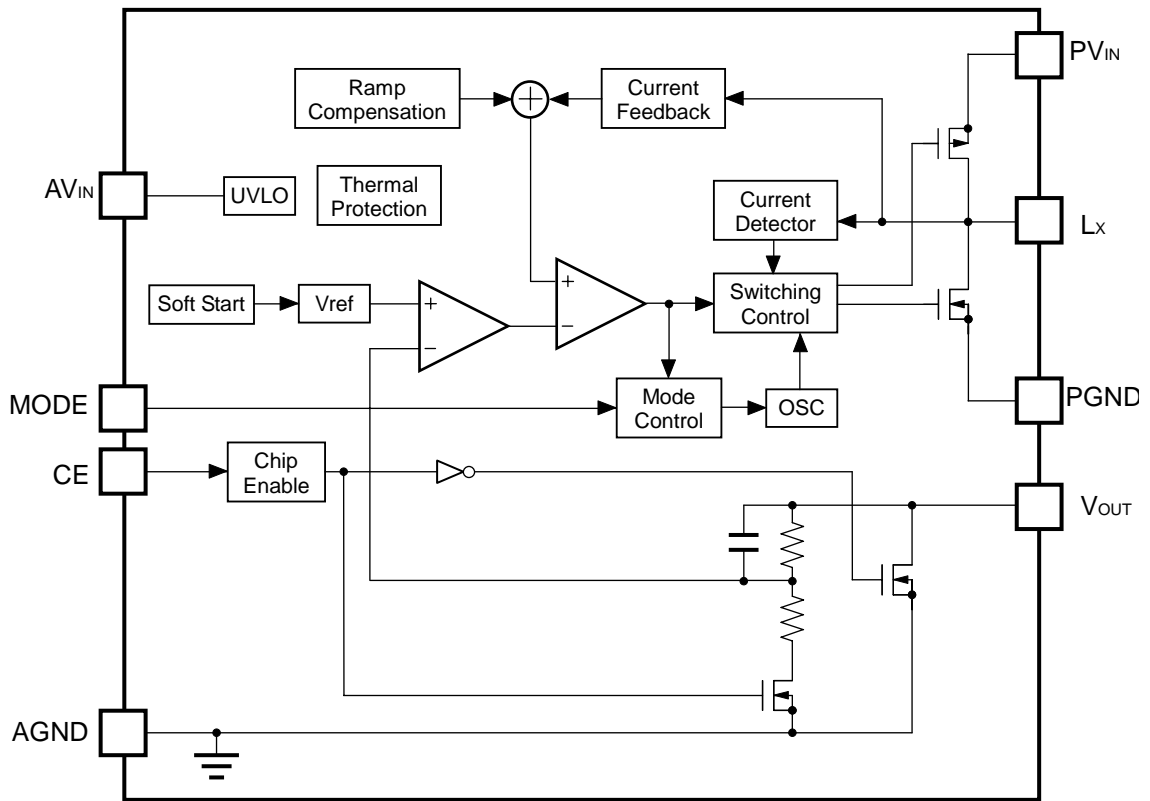 PVIN
Ramp
Compensation
+
Current
Feedback
AVIN
UVLO
Thermal
Protection
Current
Detector
LX
Soft Start
Vref
+
−
+
−
Switching
Control
MODE
Mode
Control
OSC
PGND
CE
Chip
Enable
VOUT
AGND